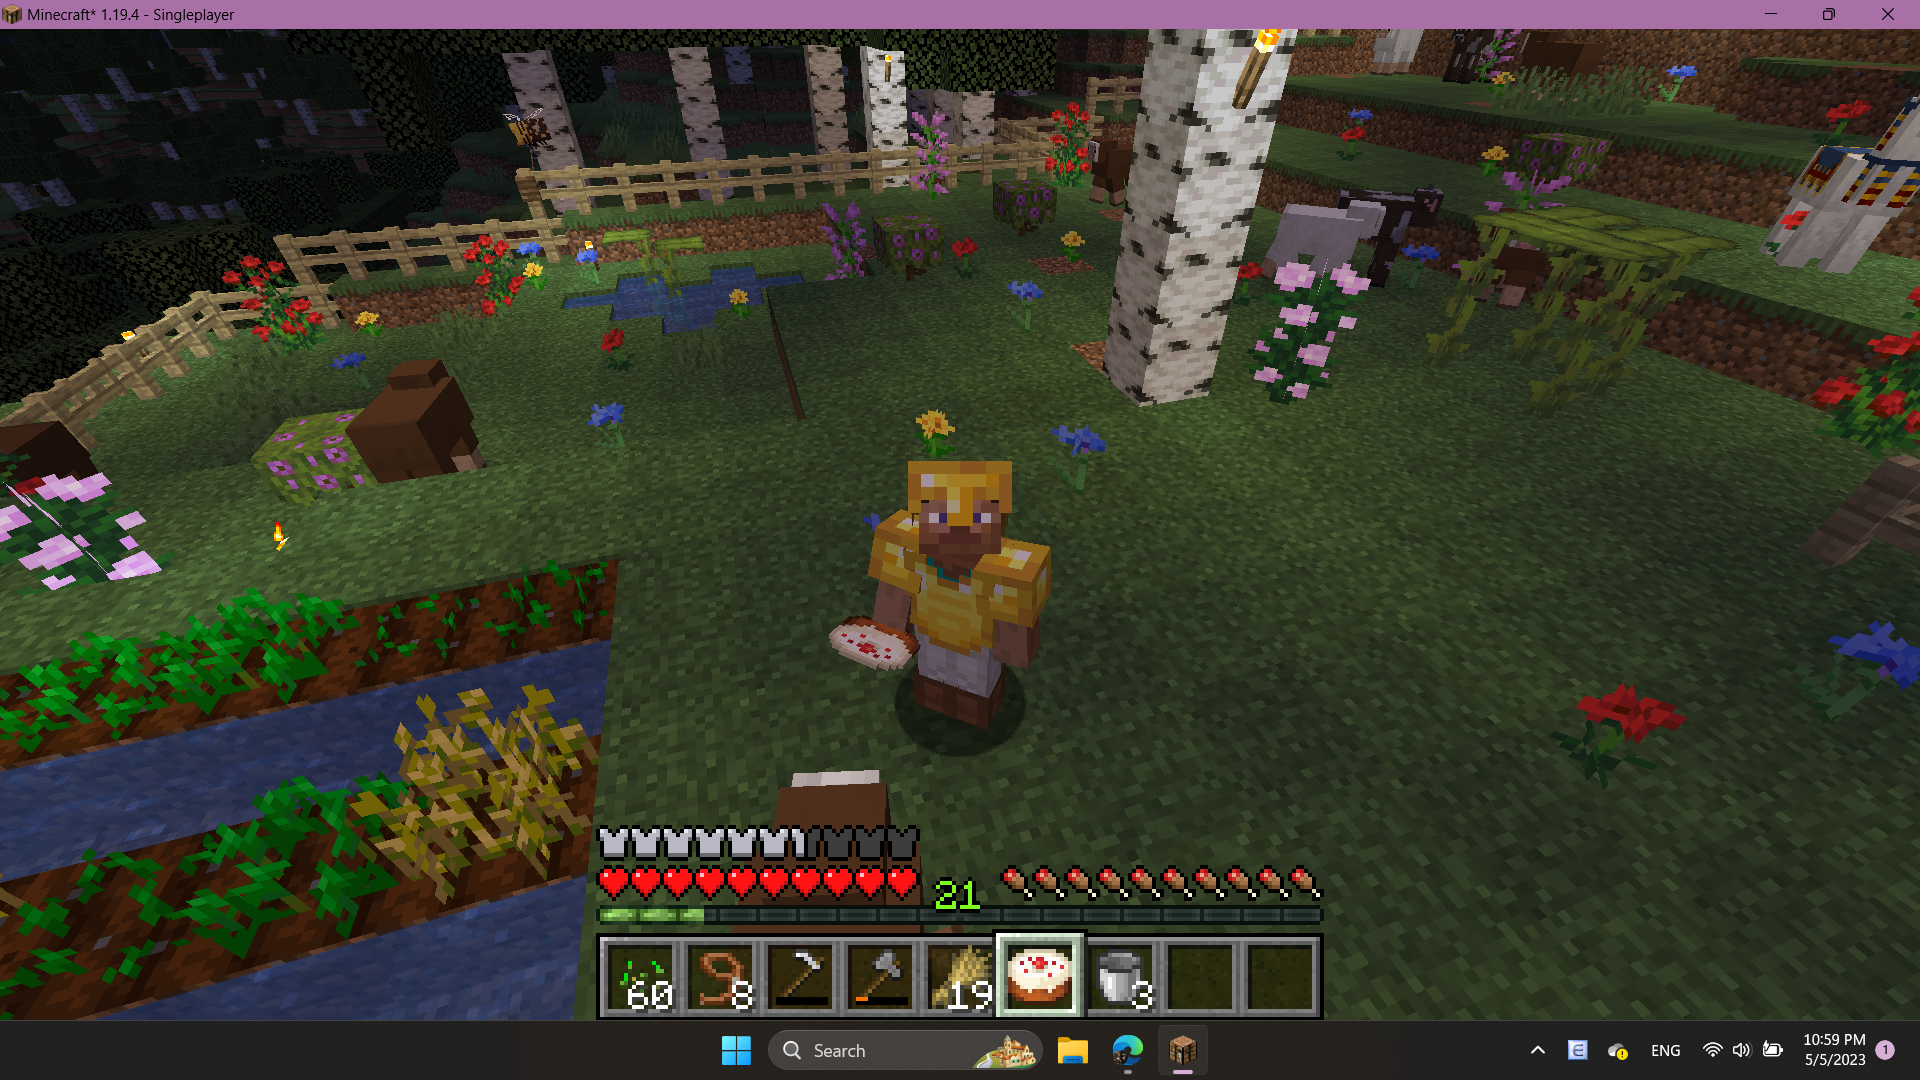 Minecraft* 1.19.4 - Singleplayer
21
60 8 19 3
Search
ENG
10:59 PM
5/5/2023
1